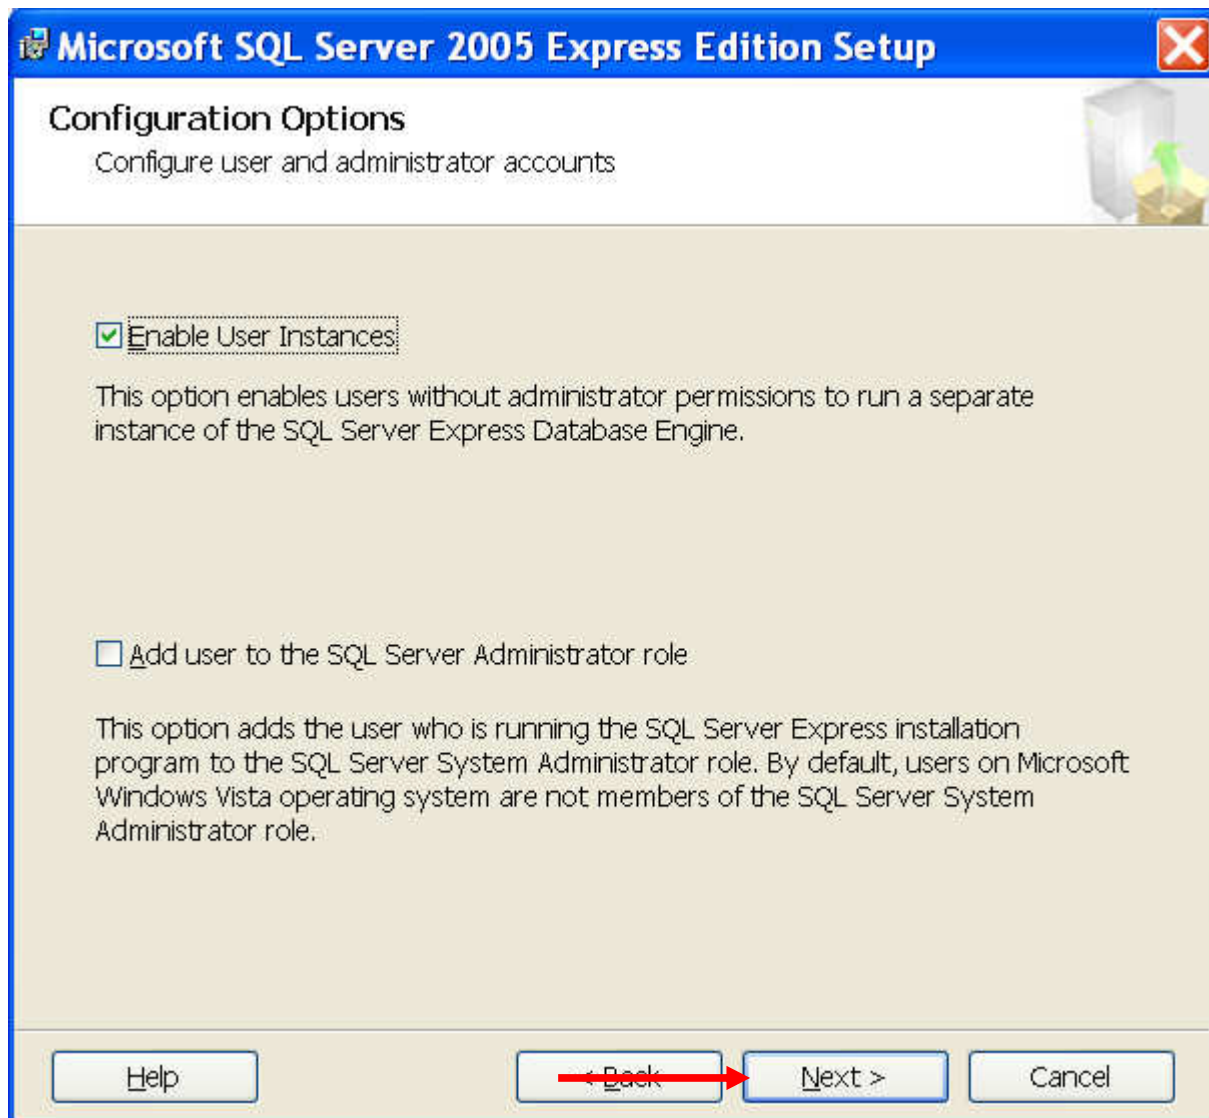 Microsoft SQL Server 2005 Express Edition Setup
Configuration Options
Configure user and administrator accounts
Enable User Instances
This option enables users without administrator permissions to run a separate
instance of the SQL Server Express Database Engine.
Add user to the SQL Server Administrator role
This option adds the user who is running the SQL Server Express installation
program to the SQL Server System Administrator role. By default, users on Microsoft
Windows Vista operating system are not members of the SQL Server System
Administrator role.
Help
< Back
Next >
Cancel